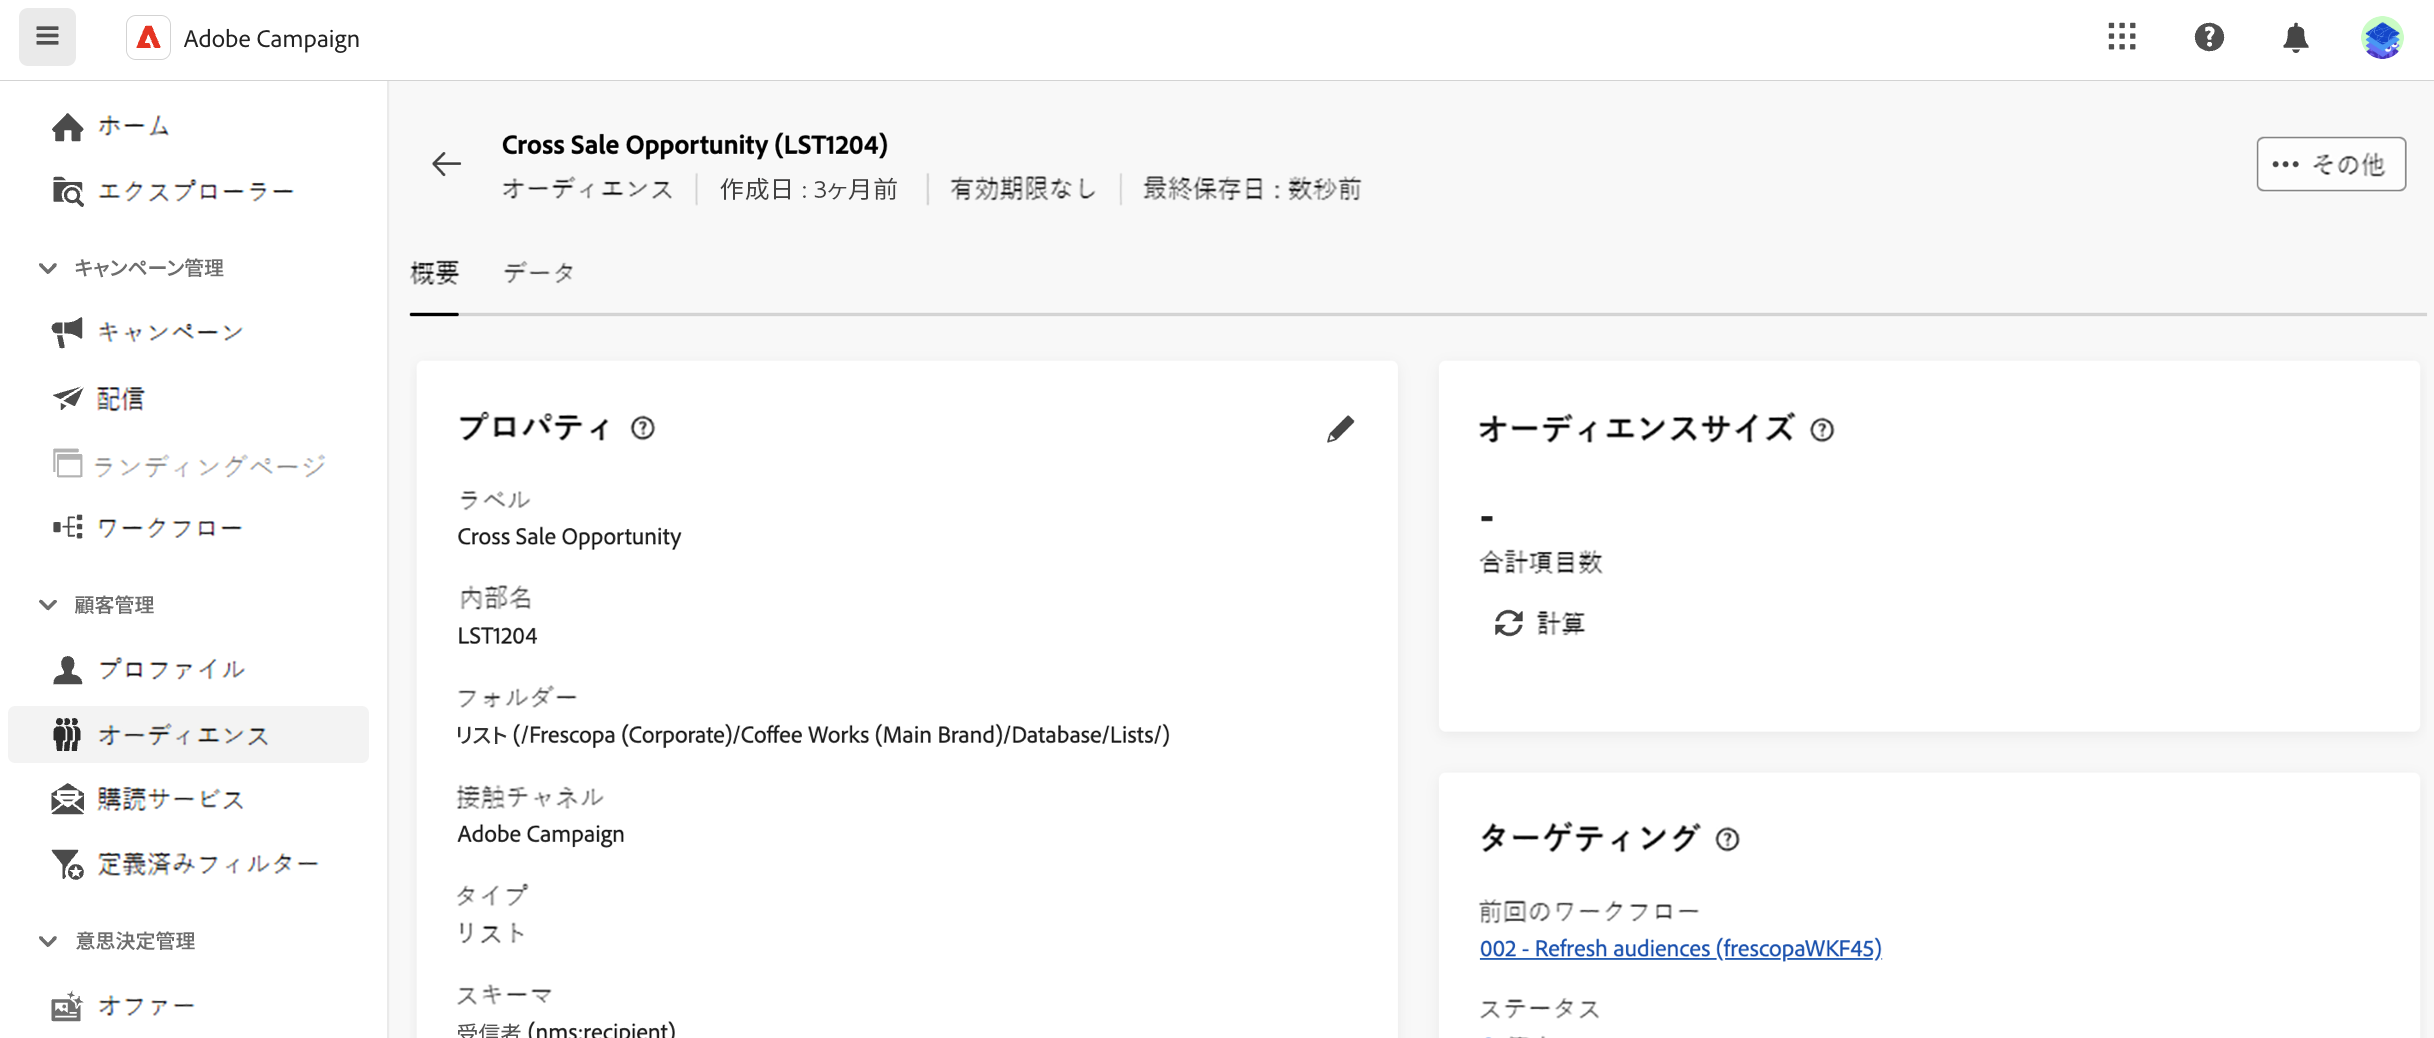 Adobe Campaign
ホーム
エクスプローラー
キャンペーン管理
キャンペーン
配信
ランディングページ
ワークフロー
顧客管理
プロファイル
オーディエンス
購読サービス
定義済みフィルター
意思決定管理
オファー
Cross Sale Opportunity (LST1204)
オーディエンス 作成日 : 3ヶ月前 有効期限なし 最終保存日 : 数秒前
••• その他
概要 データ
プロパティ
ラベル
Cross Sale Opportunity
内部名
LST1204
フォルダー
リスト (/Frescopa (Corporate)/Coffee Works (Main Brand)/Database/Lists/)
接触チャネル
Adobe Campaign
タイプ
リスト
スキーマ
受信者 (nms:recipient)
オーディエンスサイズ
-
合計項目数
計算
ターゲティング
前回のワークフロー
002 - Refresh audiences (frescopaWKF45)
ステータス